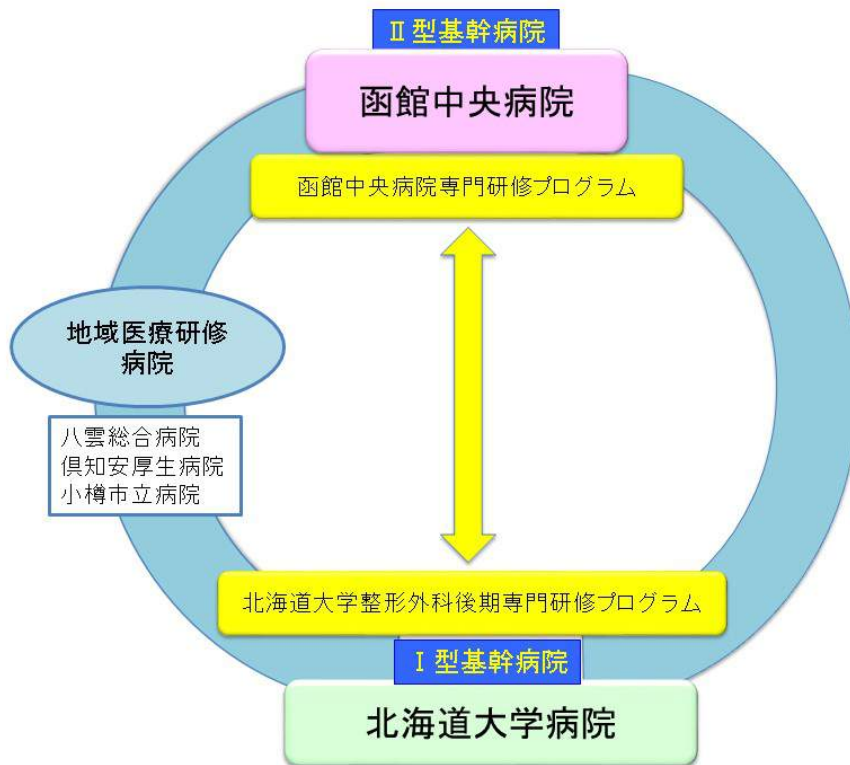 Ⅱ型基幹病院
函館中央病院
函館中央病院専門研修プログラム
地域医療研修
病院
八雲総合病院
倶知安厚生病院
小樽市立病院
北海道大学整形外科後期専門研修プログラム
Ⅰ型基幹病院
北海道大学病院